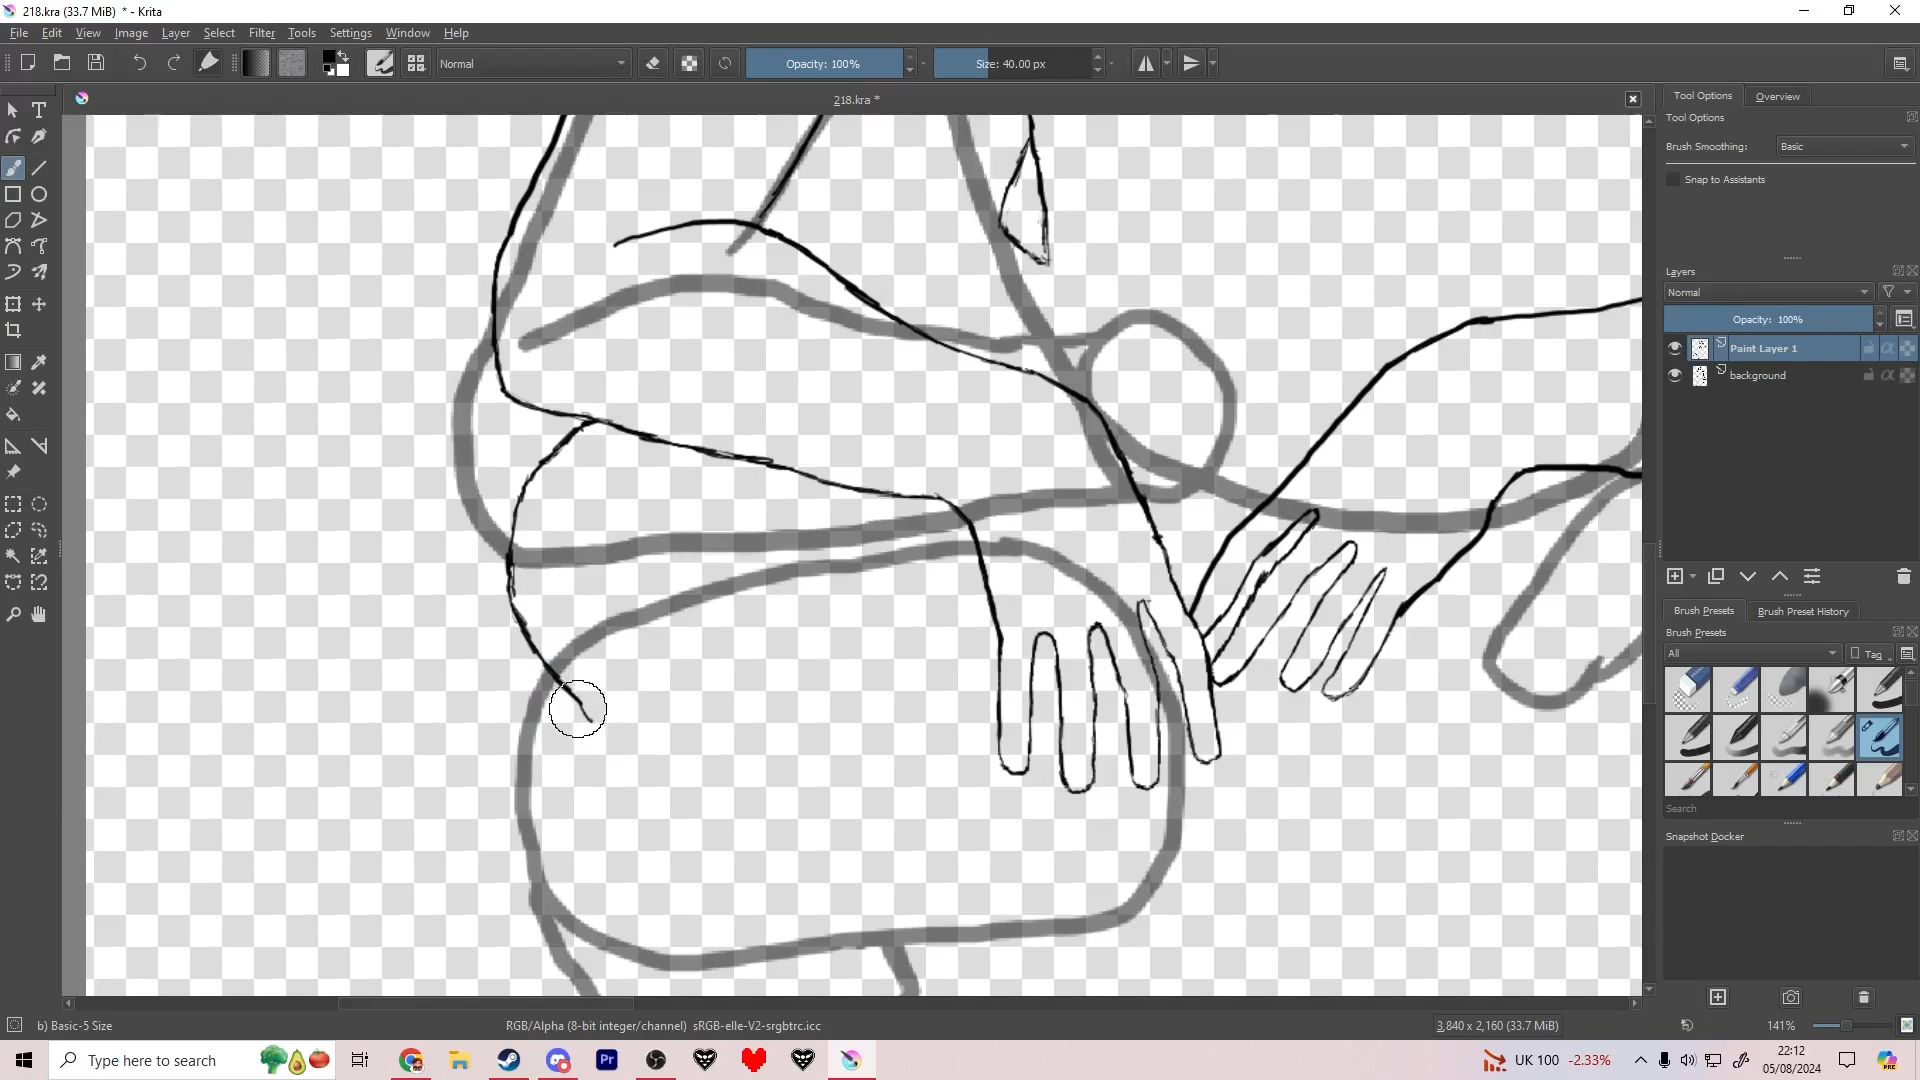 218.kra (33.7 MiB) * - Krita
File Edit View Image Layer Select Filter Tools Settings Window Help
Normal
Opacity: 100%
Size: 40.00 px
218.kra *
Tool Options
Overview
Tool Options
Brush Smoothing:
Basic
Snap to Assistants
Layers
Normal
Opacity: 100%
Paint Layer 1
background
Brush Presets
Brush Preset History
Brush Presets
All
Tag
Search
Snapshot Docker
b) Basic-5 Size
RGB/Alpha (8-bit integer/channel) sRGB-elle-V2-srgbtrc.icc
3,840 x 2,160 (33.7 MiB)
141%
Type here to search
Pr
UK 100 -2.33%
22:12
05/08/2024
PRE